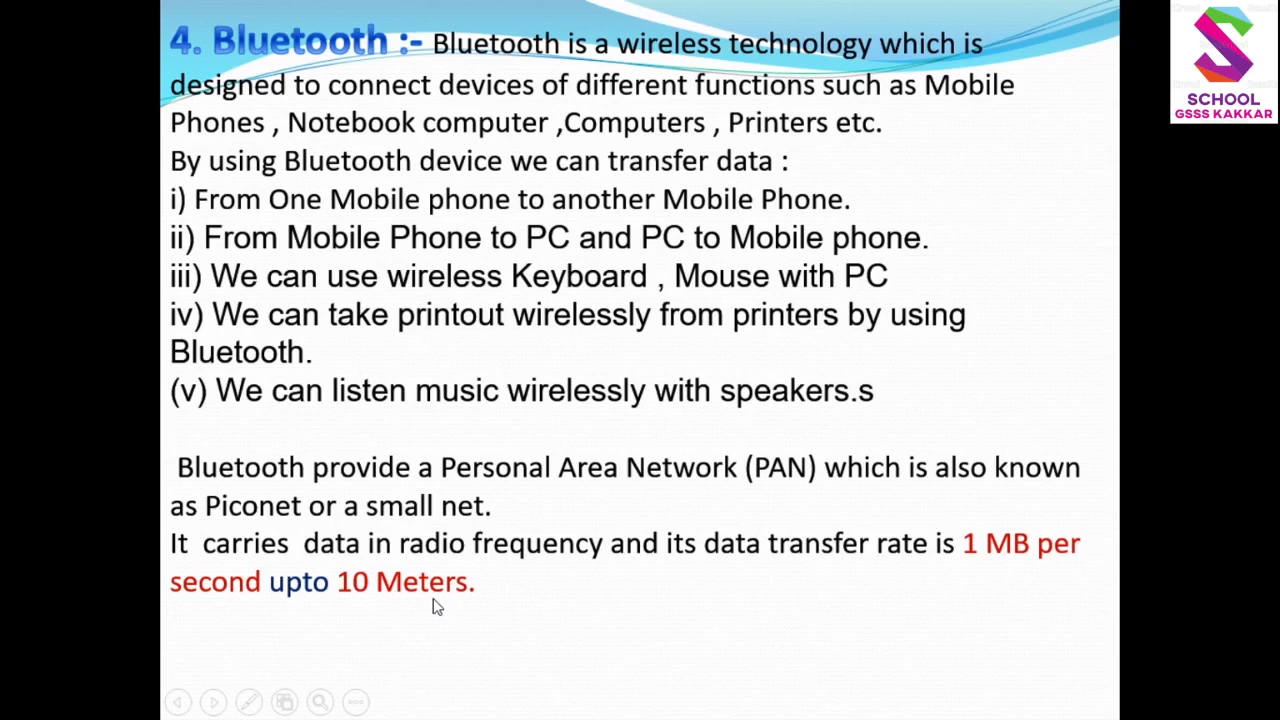 4. Bluetooth :- Bluetooth is a wireless technology which is
designed to connect devices of different functions such as Mobile
Phones , Notebook computer ,Computers , Printers etc.
By using Bluetooth device we can transfer data :
i) From One Mobile phone to another Mobile Phone.
ii) From Mobile Phone to PC and PC to Mobile phone.
iii) We can use wireless Keyboard , Mouse with PC
iv) We can take printout wirelessly from printers by using
Bluetooth.
(v) We can listen music wirelessly with speakers.s
Bluetooth provide a Personal Area Network (PAN) which is also known
as Piconet or a small net.
It carries data in radio frequency and its data transfer rate is 1 MB per
second upto 10 Meters.
SCHOOL
GSSS KAKKAR